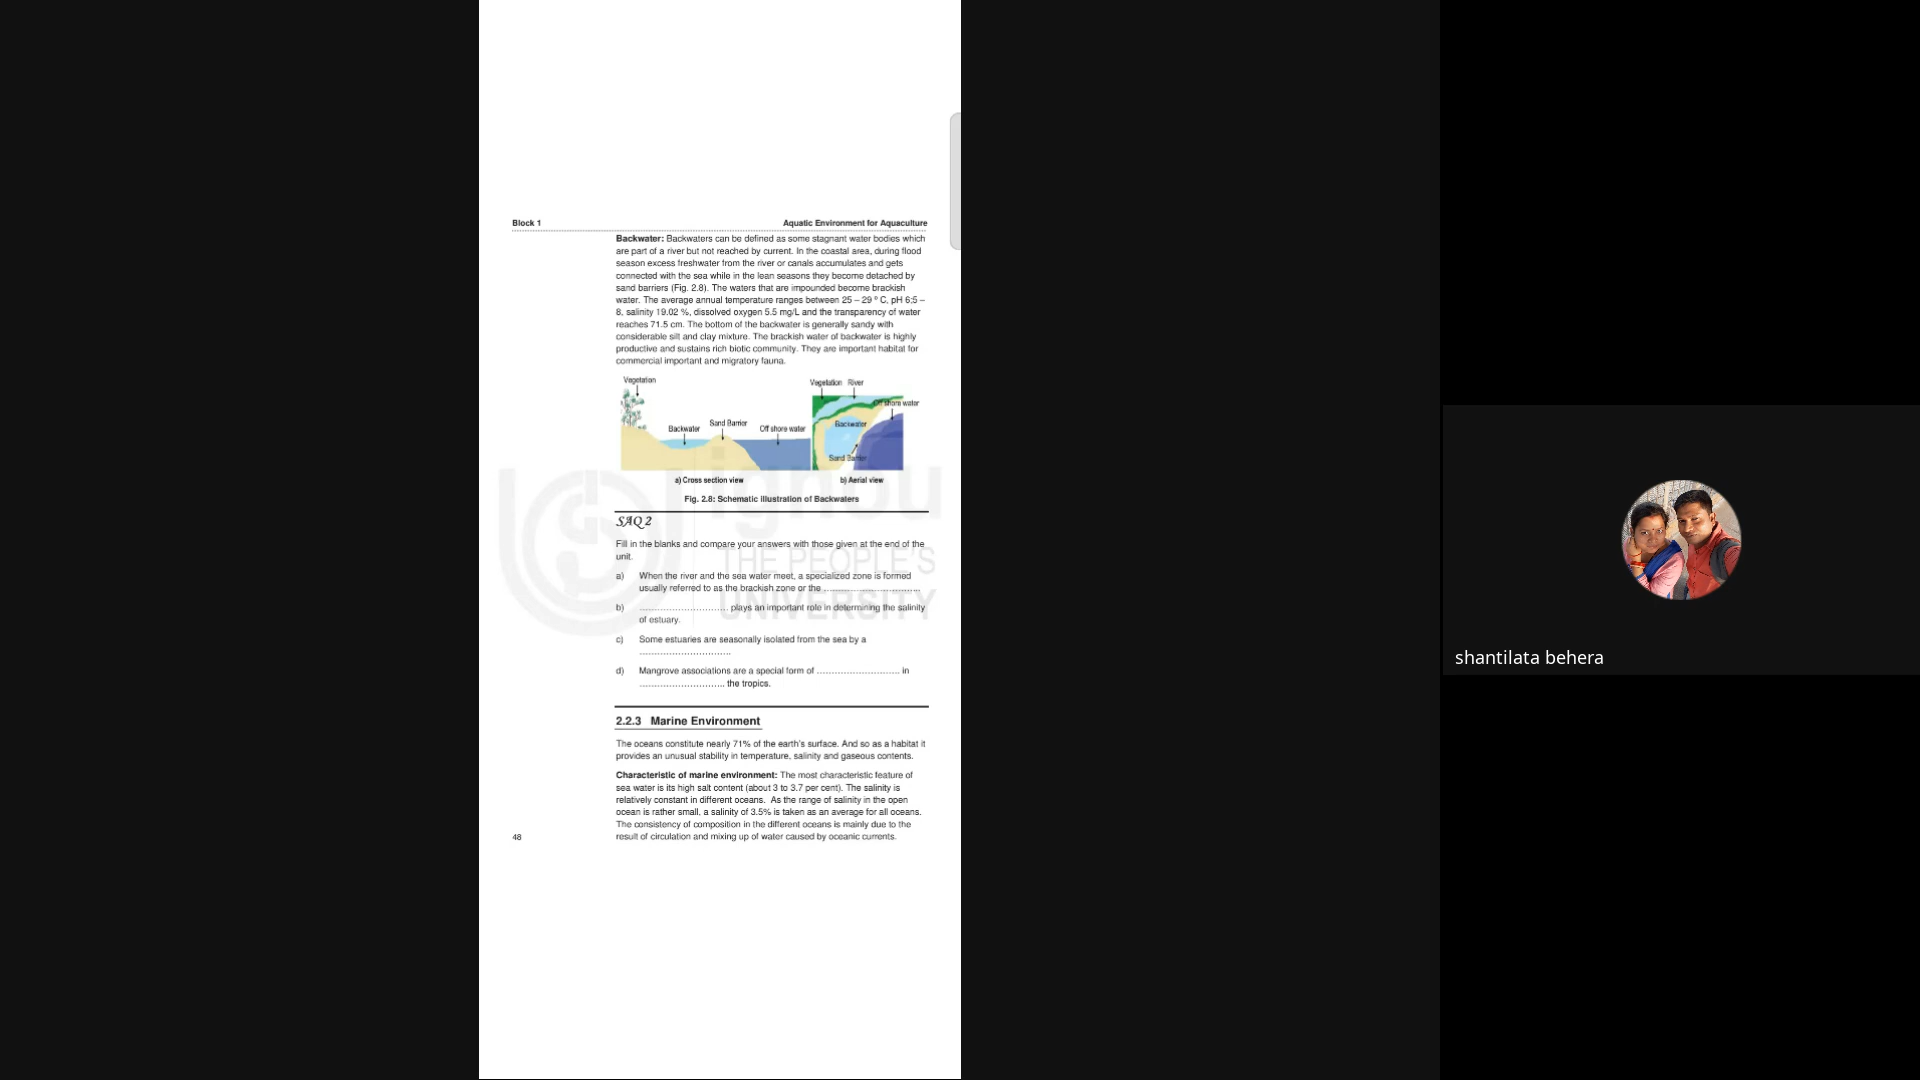 Block 1
Aquatic Environment for Aquaculture
Backwater: Backwaters can be defined as some stagnant water bodies which
are part of a river but not reached by current. In the coastal area, during flood
season excess freshwater from the river or canals accumulates and gets
connected with the sea while in the lean seasons they become detached by
sand barriers (Fig. 2.8). The waters that are impounded become brackish
water. The average annual temperature ranges between 25 – 29 º C, pH 6;5 –
8, salinity 19.02 %, dissolved oxygen 5.5 mg/L and the transparency of water
reaches 71.5 cm. The bottom of the backwater is generally sandy with
considerable silt and clay mixture. The brackish water of backwater is highly
productive and sustains rich biotic community. They are important habitat for
commercial important and migratory fauna.
Vegetation
Backwater
Sand Barrier
Off shore water
Vegetation River
Off shore water
Backwater
Sand Barrier
a) Cross section view
b) Aerial view
Fig. 2.8: Schematic illustration of Backwaters
ignou
THE PEOPLE'S
UNIVERSITY
SAQ 2
Fill in the blanks and compare your answers with those given at the end of the
unit.
a) When the river and the sea water meet, a specialized zone is formed
usually referred to as the brackish zone or the ................................
b) .............................. plays an important role in determining the salinity
of estuary.
c) Some estuaries are seasonally isolated from the sea by a
...............................
d) Mangrove associations are a special form of ............................ in
............................. the tropics.
2.2.3 Marine Environment
The oceans constitute nearly 71% of the earth's surface. And so as a habitat it
provides an unusual stability in temperature, salinity and gaseous contents.
Characteristic of marine environment: The most characteristic feature of
sea water is its high salt content (about 3 to 3.7 per cent). The salinity is
relatively constant in different oceans. As the range of salinity in the open
ocean is rather small, a salinity of 3.5% is taken as an average for all oceans.
The consistency of composition in the different oceans is mainly due to the
result of circulation and mixing up of water caused by oceanic currents.
48
shantilata behera